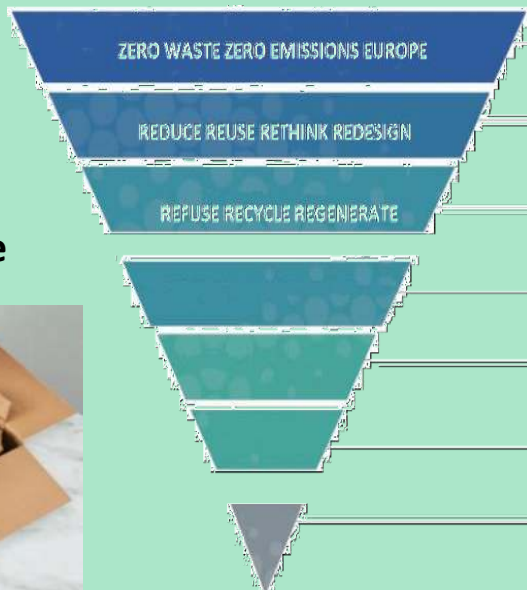 ZERO WASTE ZERO EMISSIONS EUROPE
REDUCE REUSE RETHINK REDESIGN
REFUSE RECYCLE REGENERATE
e